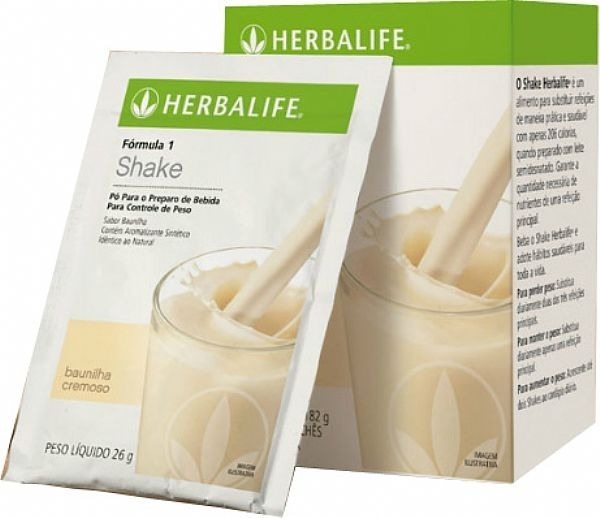 HERBALIFE®
Fórmula 1
Shake
Pó Para o Preparo de Bebida
Para Controle de Peso
Sabor Baunilha
Contém Aromatizante Sintético
Idêntico ao Natural
baunilha
cremoso
PESO LÍQUIDO 26 g
IMAGEM
ILUSTRATIVA
HERBALIFE®
182 g
CHÊS
IMAGEM
ILUSTRATIVA
O Shake Herbalife® é um
alimento para substituir refeições
de maneira prática e saudável
com apenas 206 calorias,
quando preparado com leite
semidesnatado. Garante a
quantidade necessária de
nutrientes de uma refeição
principal.
Beba o Shake Herbalife® e
adote hábitos saudáveis para
toda a vida.
Para perder peso: Substitua
diariamente duas das três refeições
principais.
Para manter o peso: Substitua
diariamente apenas uma refeição
principal.
Para aumentar o peso: Acrescente até
dois Shakes ao cardápio diário.